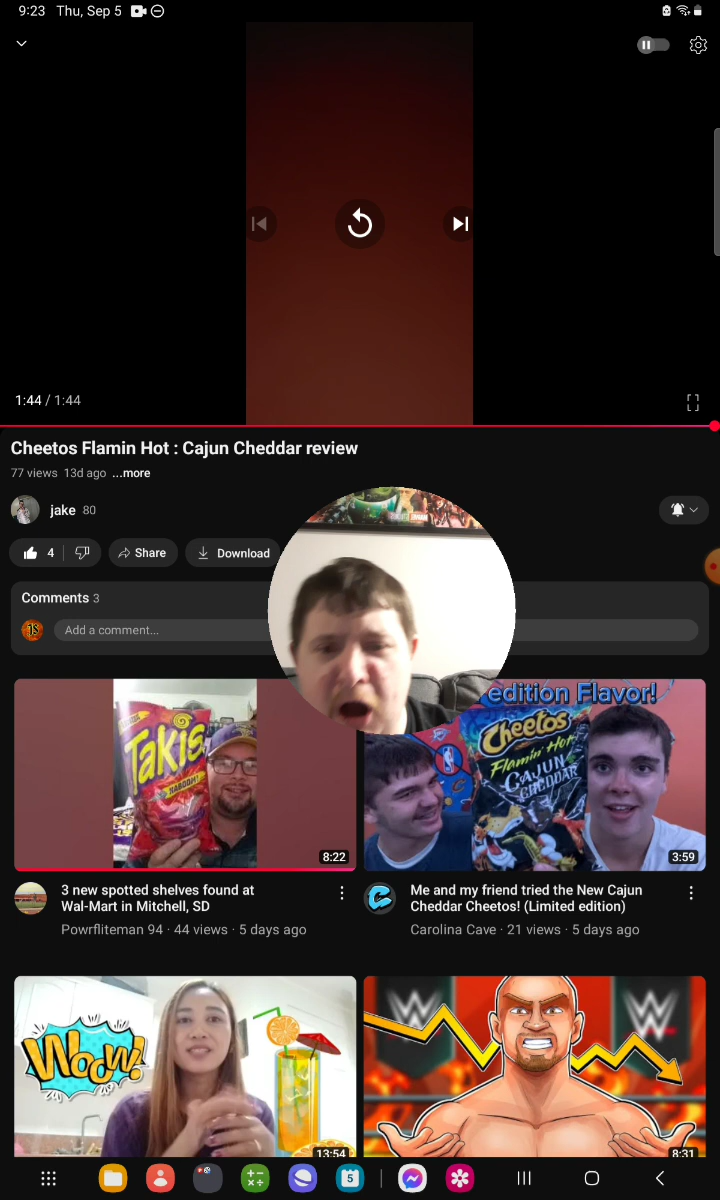 9:23 Thu, Sep 5
1:44 / 1:44
Cheetos Flamin Hot : Cajun Cheddar review
77 views 13d ago ...more
jake 80
4 Share Download
Comments 3
Add a comment...
edition Flavor!
Takis
Cheetos
Flamin' Hot
CAJUN
CHEDDAR
8:22
3:59
3 new spotted shelves found at
Wal-Mart in Mitchell, SD
Powrfliteman 94 · 44 views · 5 days ago
Me and my friend tried the New Cajun
Cheddar Cheetos! (Limited edition)
Carolina Cave · 21 views · 5 days ago
WOOW!
13:54
8:31
5